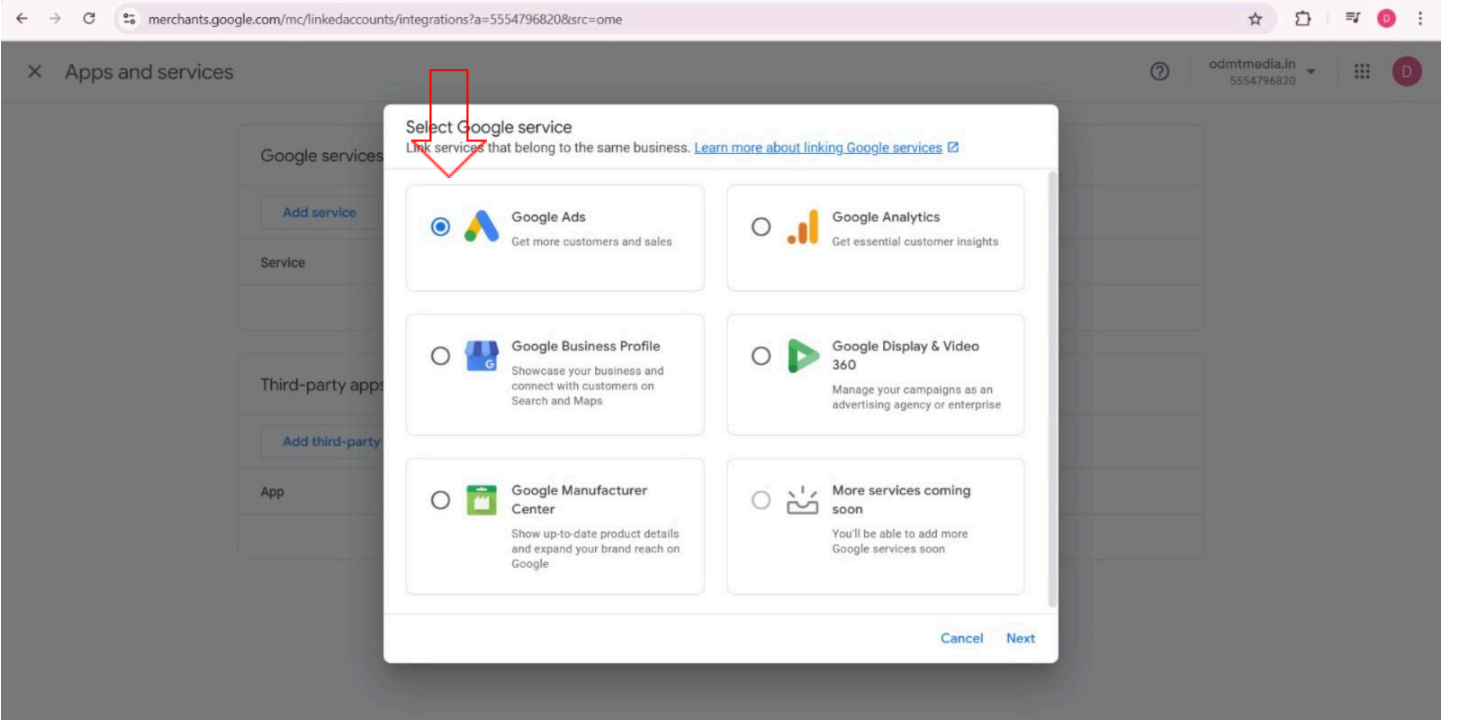 merchants.google.com/mc/linkedaccounts/integrations?a=5554796820&src=ome
D
Apps and services
odmtmedia.in
5554796820
D
Google services
Add service
Service
Third-party apps
Add third-party
App
Select Google service
Link services that belong to the same business. Learn more about linking Google services
Google Ads
Get more customers and sales
Google Analytics
Get essential customer insights
Google Business Profile
Showcase your business and
connect with customers on
Search and Maps
Google Display & Video
360
Manage your campaigns as an
advertising agency or enterprise
Google Manufacturer
Center
Show up-to-date product details
and expand your brand reach on
Google
More services coming
soon
You'll be able to add more
Google services soon
Cancel Next